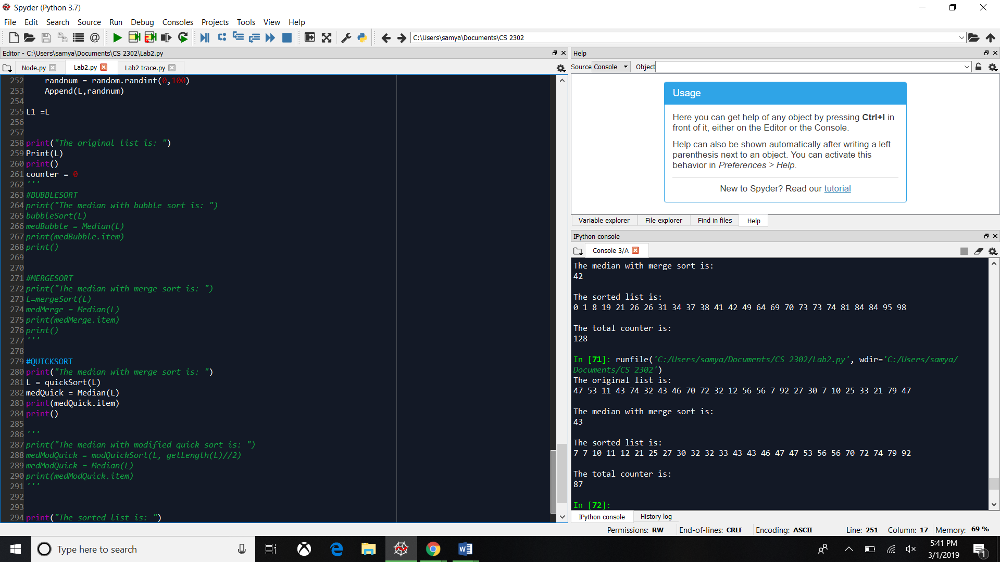 Spyder (Python 3.7)
File Edit Search Source Run Debug Consoles Projects Tools View Help
C:\Users\samya\Documents\CS 2302
Editor - C:\Users\samya\Documents\CS 2302\Lab2.py
Node.py Lab2.py Lab2 trace.py
252     randnum = random.randint(0,100)
253     Append(L,randnum)
254
255 L1 =L
256
257
258 print("The original list is: ")
259 Print(L)
260 print()
261 counter = 0
262 '''
263 #BUBBLESORT
264 print("The median with bubble sort is: ")
265 bubbleSort(L)
266 medBubble = Median(L)
267 print(medBubble.item)
268 print()
269
270
271 #MERGESORT
272 print("The median with merge sort is: ")
273 L=mergeSort(L)
274 medMerge = Median(L)
275 print(medMerge.item)
276 print()
277 '''
278
279 #QUICKSORT
280 print("The median with merge sort is: ")
281 L = quickSort(L)
282 medQuick = Median(L)
283 print(medQuick.item)
284 print()
285
286 '''
287 print("The median with modified quick sort is: ")
288 medModQuick = modQuickSort(L, getLength(L)//2)
289 medModQuick = Median(L)
290 print(medModQuick.item)
291 '''
292
293
294 print("The sorted list is: ")
Help
Source Console Object
Usage
Here you can get help of any object by pressing Ctrl+I in
front of it, either on the Editor or the Console.
Help can also be shown automatically after writing a left
parenthesis next to an object. You can activate this
behavior in Preferences > Help.
New to Spyder? Read our tutorial
Variable explorer File explorer Find in files Help
IPython console
Console 3/A
The median with merge sort is:
42
The sorted list is:
0 1 8 19 21 26 26 31 34 37 38 41 42 49 64 69 70 73 73 74 81 84 84 95 98
The total counter is:
128
In [71]: runfile('C:/Users/samya/Documents/CS 2302/Lab2.py', wdir='C:/Users/samya/
Documents/CS 2302')
The original list is:
47 53 11 43 74 32 43 46 70 72 32 12 56 56 7 92 27 30 7 10 25 33 21 79 47
The median with merge sort is:
43
The sorted list is:
7 7 10 11 12 21 25 27 30 32 32 33 43 43 46 47 47 53 56 56 70 72 74 79 92
The total counter is:
87
In [72]:
IPython console History log
Permissions: RW End-of-lines: CRLF Encoding: ASCII Line: 251 Column: 17 Memory: 69 %
Type here to search
5:41 PM
3/1/2019
1